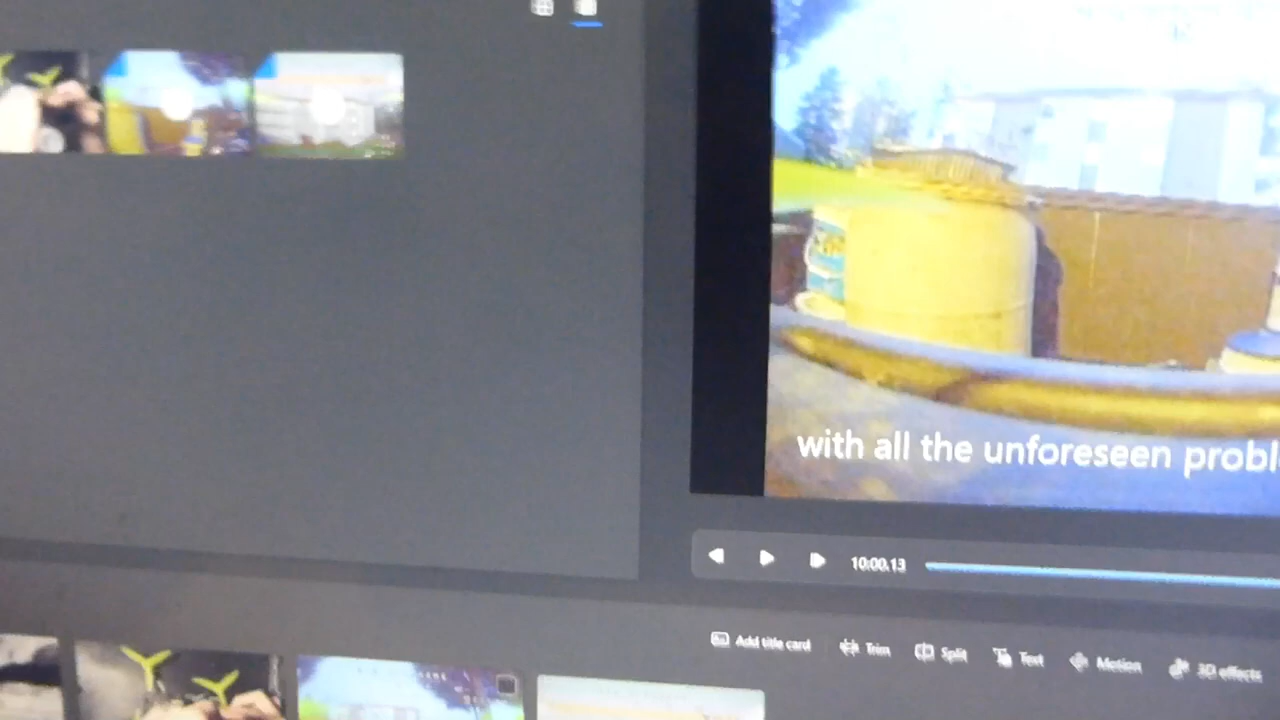 with all the unforeseen probl
10:00.13
Add title card Trim Split Text Motion 3D effects